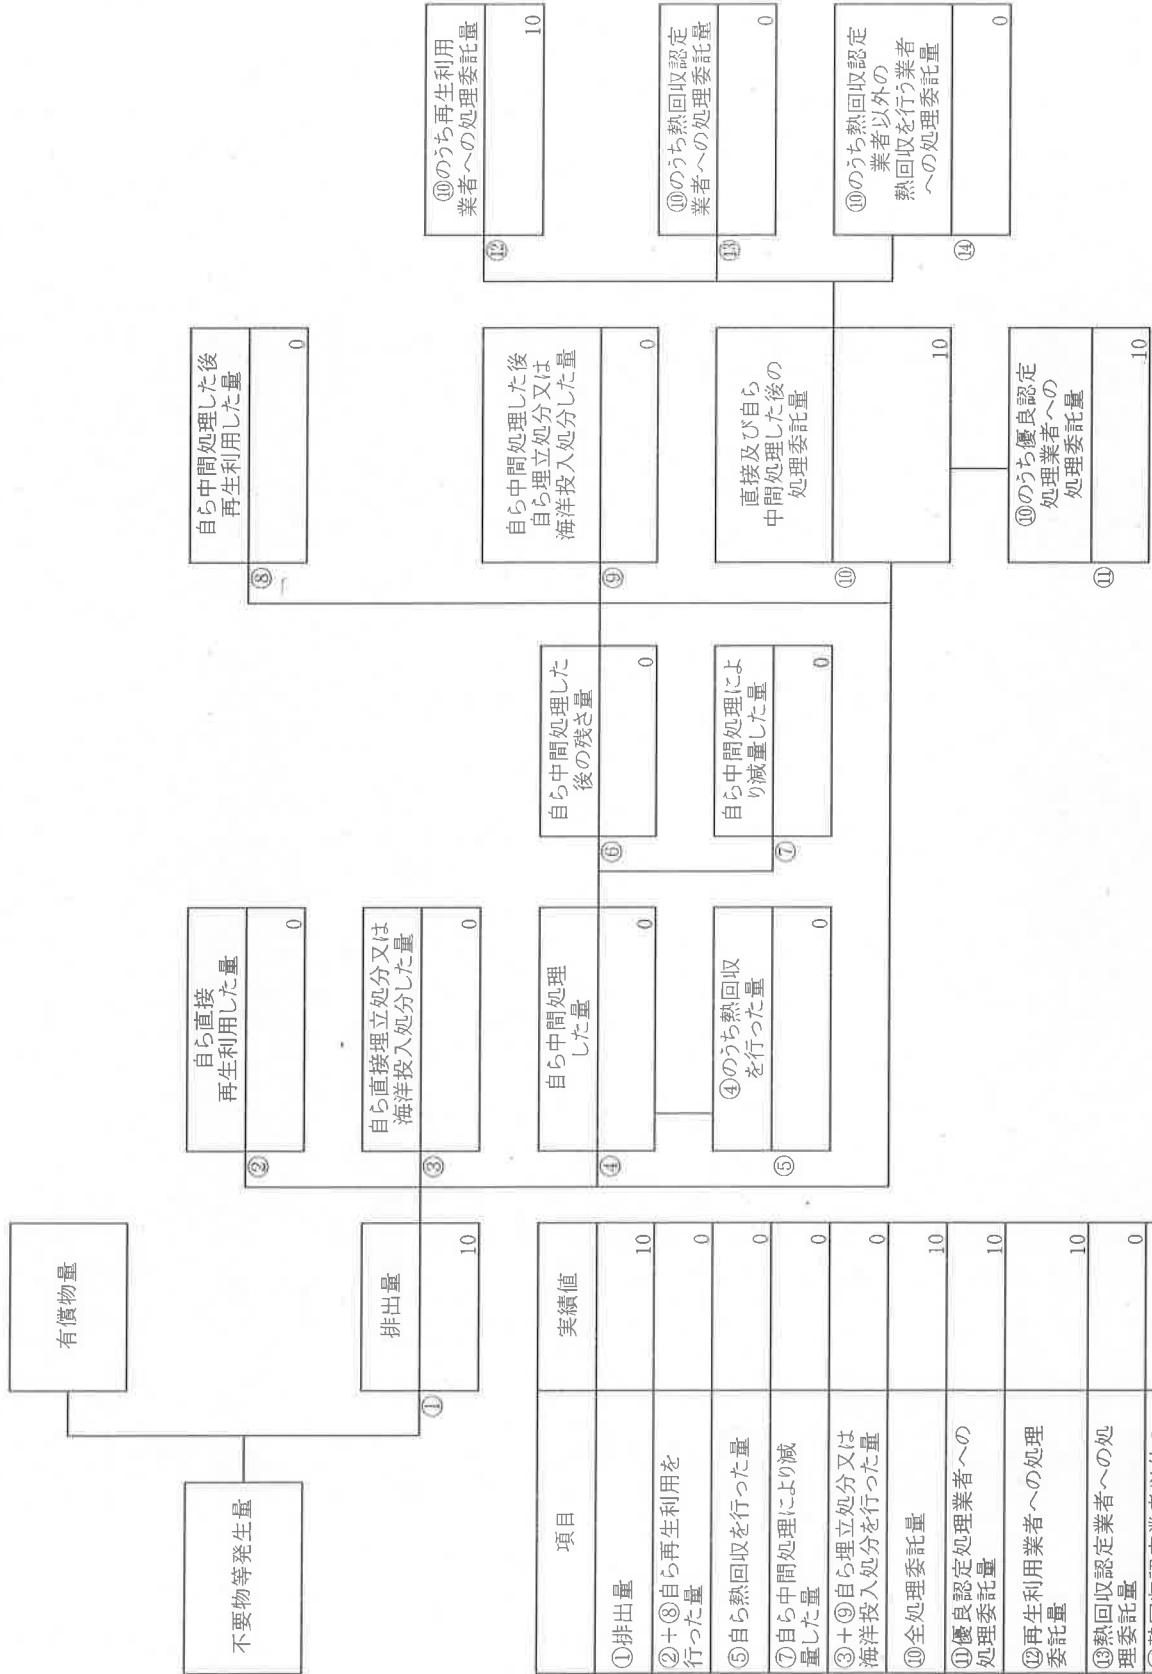 不要物等発生量
有償物量
①
排出量
10
②
自ら直接
再生利用した量
0
③
自ら直接埋立処分又は
海洋投入処分した量
0
④
自ら中間処理
した量
0
⑤
④のうち熱回収
を行った量
0
⑥
自ら中間処理した
後の残さ量
0
⑦
自ら中間処理によ
り減量した量
0
⑧
自ら中間処理した後
再生利用した量
0
⑨
自ら中間処理した後
自ら埋立処分又は
海洋投入処分した量
0
⑩
直接及び自ら
中間処理した後の
処理委託量
10
⑪
⑩のうち優良認定
処理業者への
処理委託量
10
⑫
⑩のうち再生利用
業者への処理委託量
10
⑬
⑩のうち熱回収認定
業者への処理委託量
0
⑭
⑩のうち熱回収認定
業者以外の
熱回収を行う業者
への処理委託量
0
項目 実績値
①排出量 10
②+⑧自ら再生利用を
行った量 0
⑤自ら熱回収を行った量 0
⑦自ら中間処理により減
量した量 0
③+⑨自ら埋立処分又は
海洋投入処分を行った量 0
⑩全処理委託量 10
⑪優良認定処理業者への
処理委託量 10
⑫再生利用業者への処理
委託量 10
⑬熱回収認定業者への処
理委託量 0